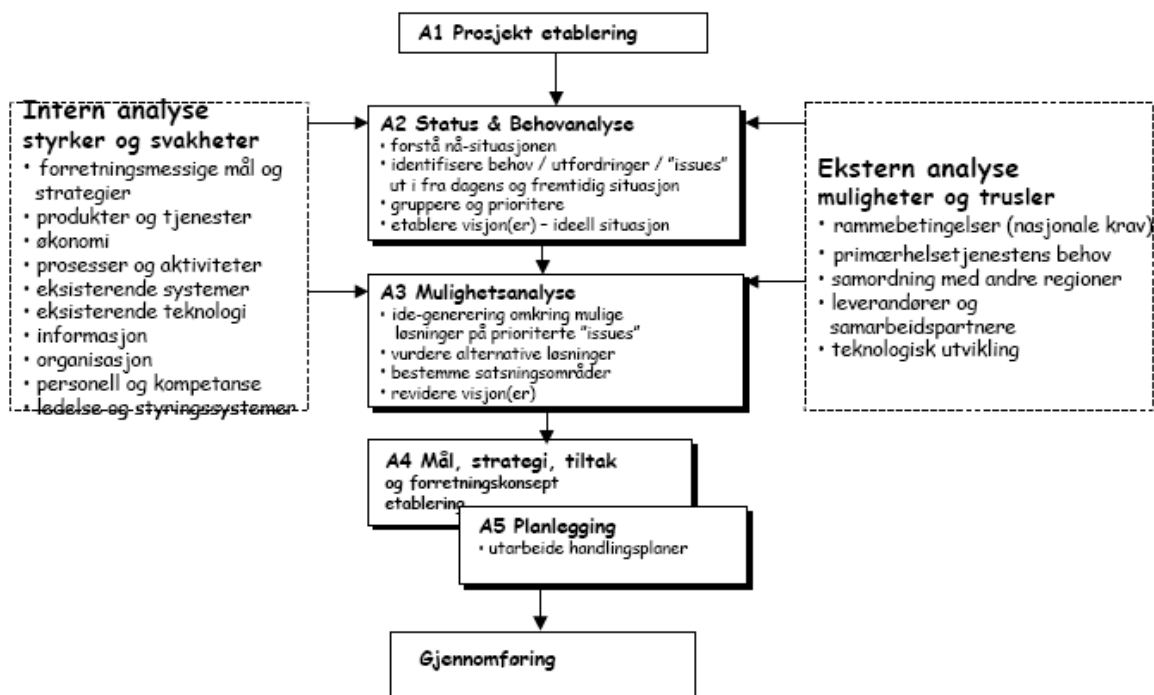 A1 Prosjekt etablering
Intern analyse
styrker og svakheter
• forretningsmessige mål og
strategier
• produkter og tjenester
• økonomi
• prosesser og aktiviteter
• eksisterende systemer
• eksisterende teknologi
• informasjon
• organisasjon
• personell og kompetanse
• ledelse og styringssystemer
A2 Status & Behovanalyse
• forstå nå-situasjonen
• identifisere behov / utfordringer / "issues"
ut i fra dagens og fremtidig situasjon
• gruppere og prioritere
• etablere visjon(er) – ideell situasjon
A3 Mulighetsanalyse
• ide-generering omkring mulige
løsninger på prioriterte "issues"
• vurdere alternative løsninger
• bestemme satsningsområder
• revidere visjon(er)
Ekstern analyse
muligheter og trusler
• rammebetingelser (nasjonale krav)
• primærhelsetjenestens behov
• samordning med andre regioner
• leverandører og
samarbeidspartnere
• teknologisk utvikling
A4 Mål, strategi, tiltak
og forretningskonsept
etablering
A5 Planlegging
• utarbeide handlingsplaner
Gjennomføring